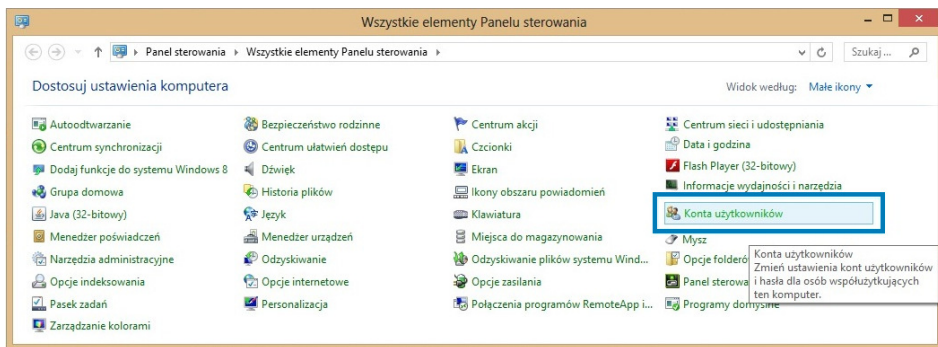 Wszystkie elementy Panelu sterowania
Panel sterowania Wszystkie elementy Panelu sterowania
Szukaj ...
Dostosuj ustawienia komputera
Widok według: Małe ikony
Autoodtwarzanie
Bezpieczeństwo rodzinne
Centrum akcji
Centrum sieci i udostępniania
Centrum synchronizacji
Centrum ułatwień dostępu
Czcionki
Data i godzina
Dodaj funkcje do systemu Windows 8
Dźwięk
Ekran
Flash Player (32-bitowy)
Grupa domowa
Historia plików
Ikony obszaru powiadomień
Informacje wydajności i narzędzia
Java (32-bitowy)
Język
Klawiatura
Konta użytkowników
Menedżer poświadczeń
Menedżer urządzeń
Miejsca do magazynowania
Mysz
Narzędzia administracyjne
Odzyskiwanie
Odzyskiwanie plików systemu Wind...
Opcje folderó
Opcje indeksowania
Opcje internetowe
Opcje zasilania
Panel sterowa
Pasek zadań
Personalizacja
Połączenia programów RemoteApp i...
Programy domyślne
Zarządzanie kolorami
Konta użytkowników
Zmień ustawienia kont użytkowników
i hasła dla osób współużytkujących
ten komputer.